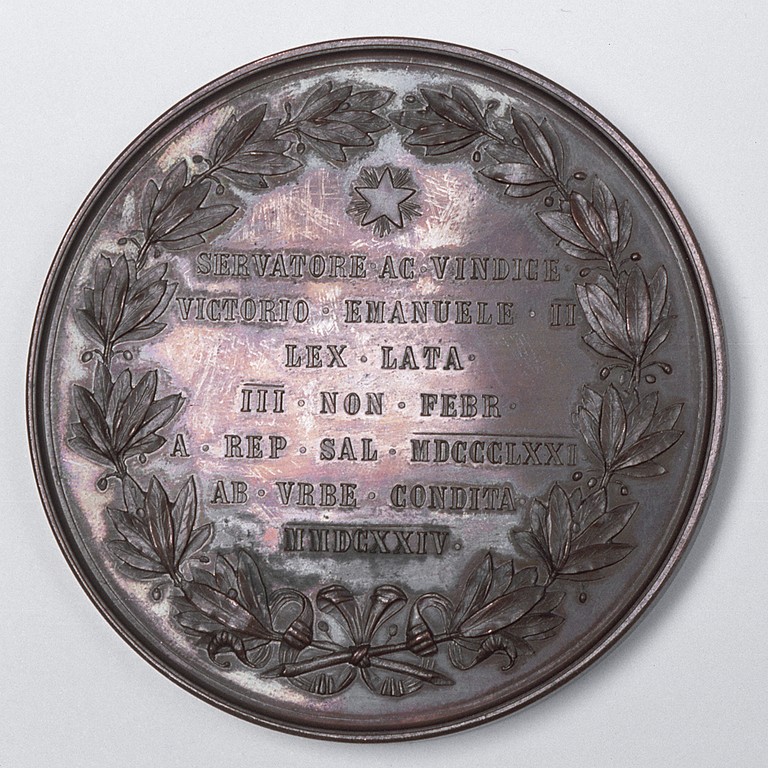 SERVATORE·AC·VINDICE·
VICTORIO · EMANUELE · II
LEX · LATA·
III · NON · FEBR·
A · REP · SAL · MDCCCLXXI
AB · VRBE · CONDITA
MMDCXXIV·